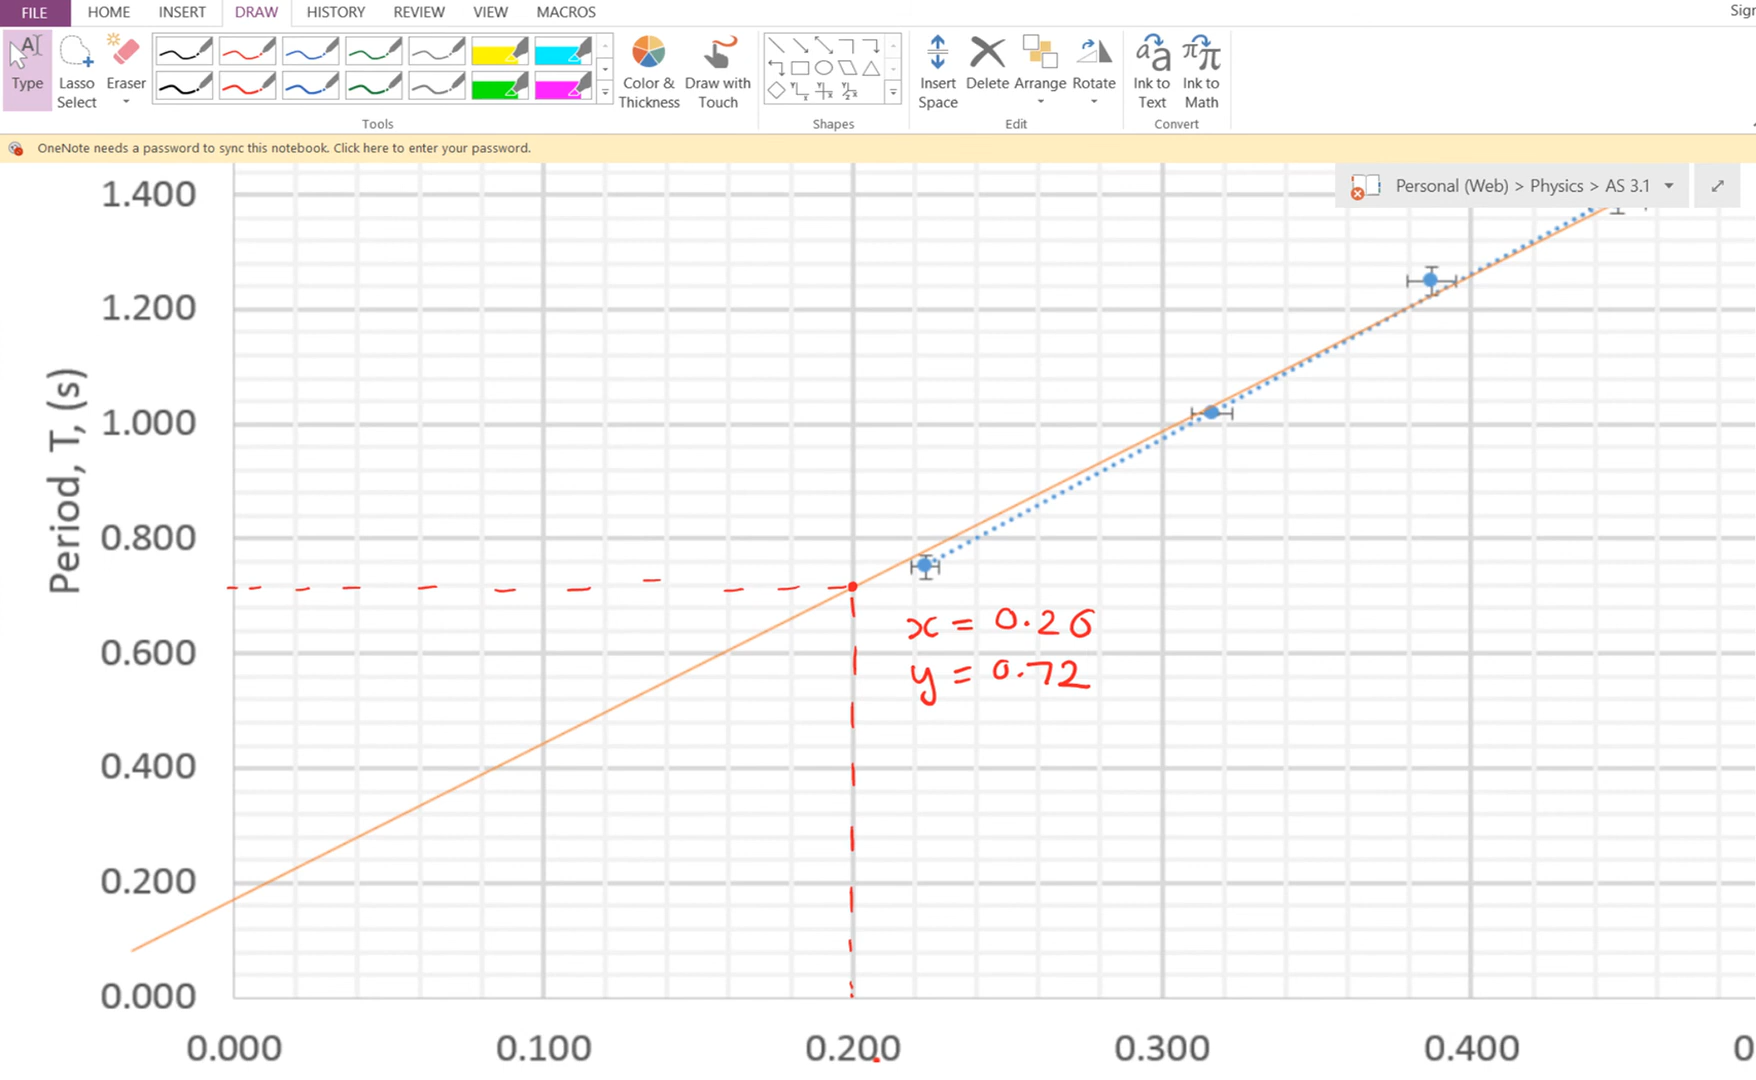 FILE HOME INSERT DRAW HISTORY REVIEW VIEW MACROS
Sign
Type
Lasso Select
Eraser
Color & Thickness
Draw with Touch
Insert Space
Delete
Arrange
Rotate
Ink to Text
Ink to Math
Tools
Shapes
Edit
Convert
OneNote needs a password to sync this notebook. Click here to enter your password.
Personal (Web) > Physics > AS 3.1
Period, T, (s)
1.400
1.200
1.000
0.800
0.600
0.400
0.200
0.000
x = 0.20
y = 0.72
0.000 0.100 0.200 0.300 0.400 0